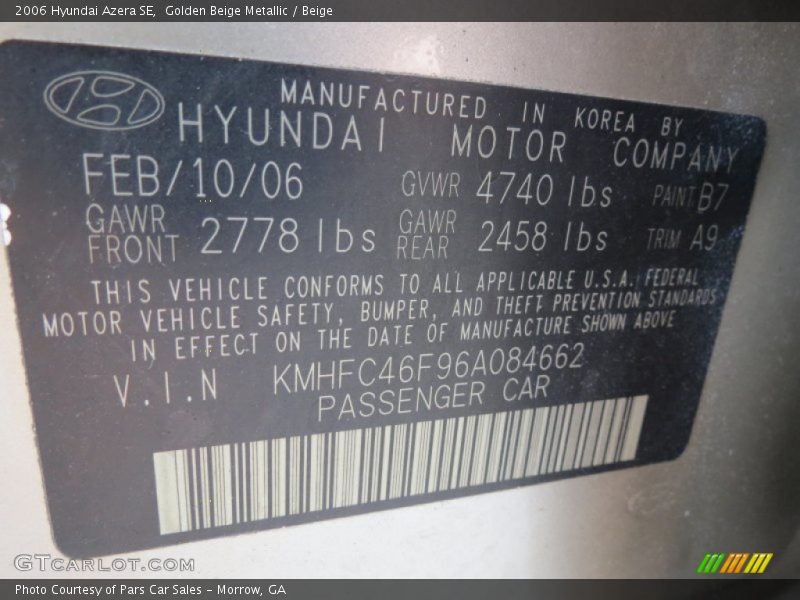 2006 Hyundai Azera SE,  Golden Beige Metallic / Beige
MANUFACTURED IN KOREA BY
HYUNDAI MOTOR COMPANY
FEB/10/06 GVWR 4740 lbs PAINT B7
GAWR FRONT 2778 lbs GAWR REAR 2458 lbs TRIM A9
THIS VEHICLE CONFORMS TO ALL APPLICABLE U.S.A. FEDERAL
MOTOR VEHICLE SAFETY, BUMPER, AND THEFT PREVENTION STANDARDS
IN EFFECT ON THE DATE OF MANUFACTURE SHOWN ABOVE
V.I.N KMHFC46F96A084662
PASSENGER CAR
GTCARLOT.COM
Photo Courtesy of Pars Car Sales - Morrow, GA